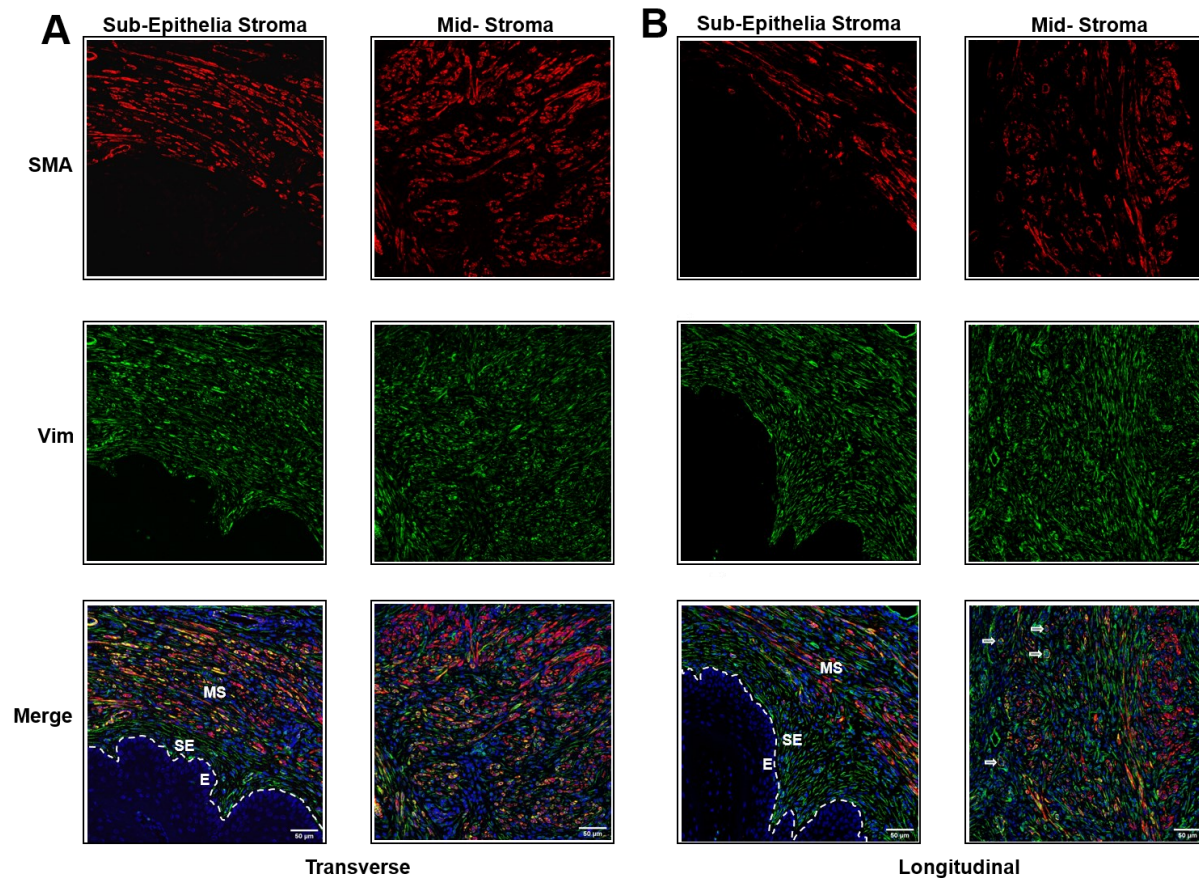 A
Sub-Epithelia Stroma
Mid- Stroma
B
Sub-Epithelia Stroma
Mid- Stroma
SMA
Vim
Merge
MS
SE
E
50 µm
50 µm
MS
SE
E
50 µm
50 µm
Transverse
Longitudinal